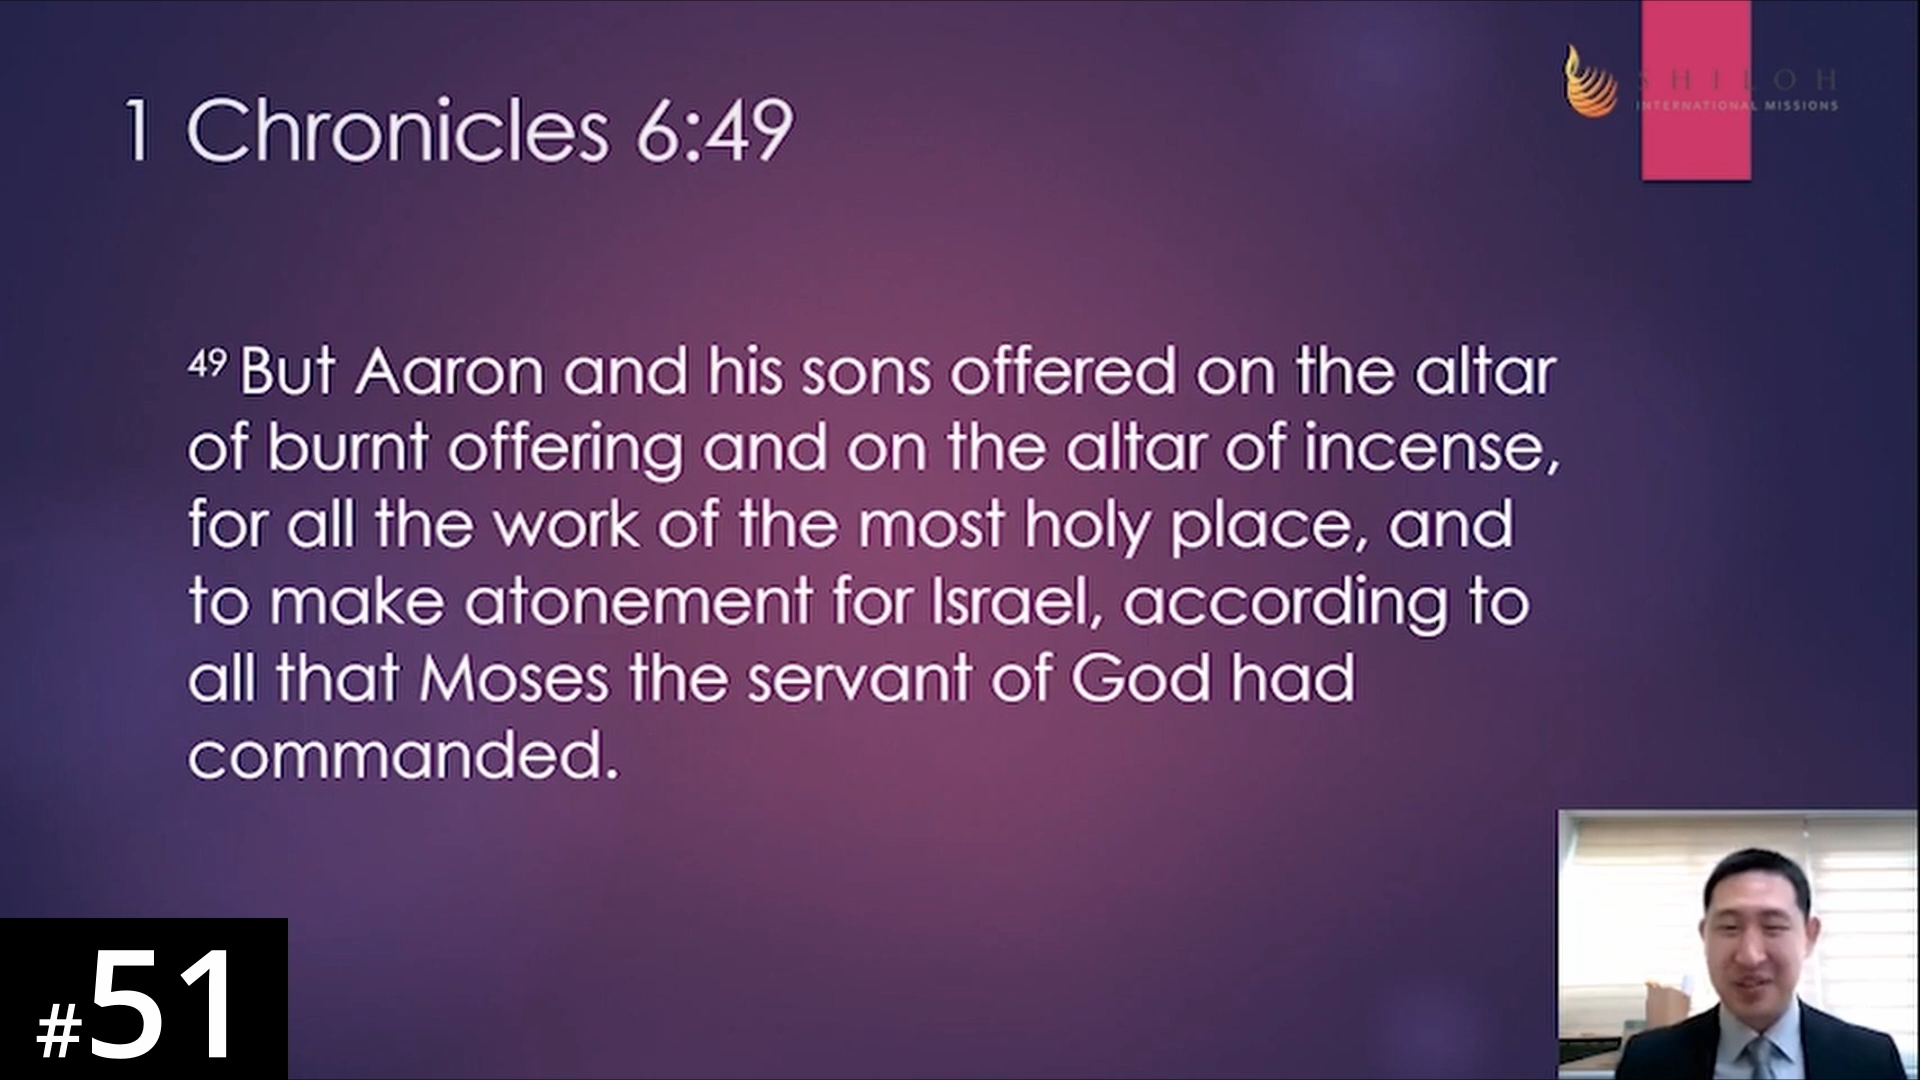 1 Chronicles 6:49
SHILOH
INTERNATIONAL MISSIONS
49 But Aaron and his sons offered on the altar
of burnt offering and on the altar of incense,
for all the work of the most holy place, and
to make atonement for Israel, according to
all that Moses the servant of God had
commanded.
#51